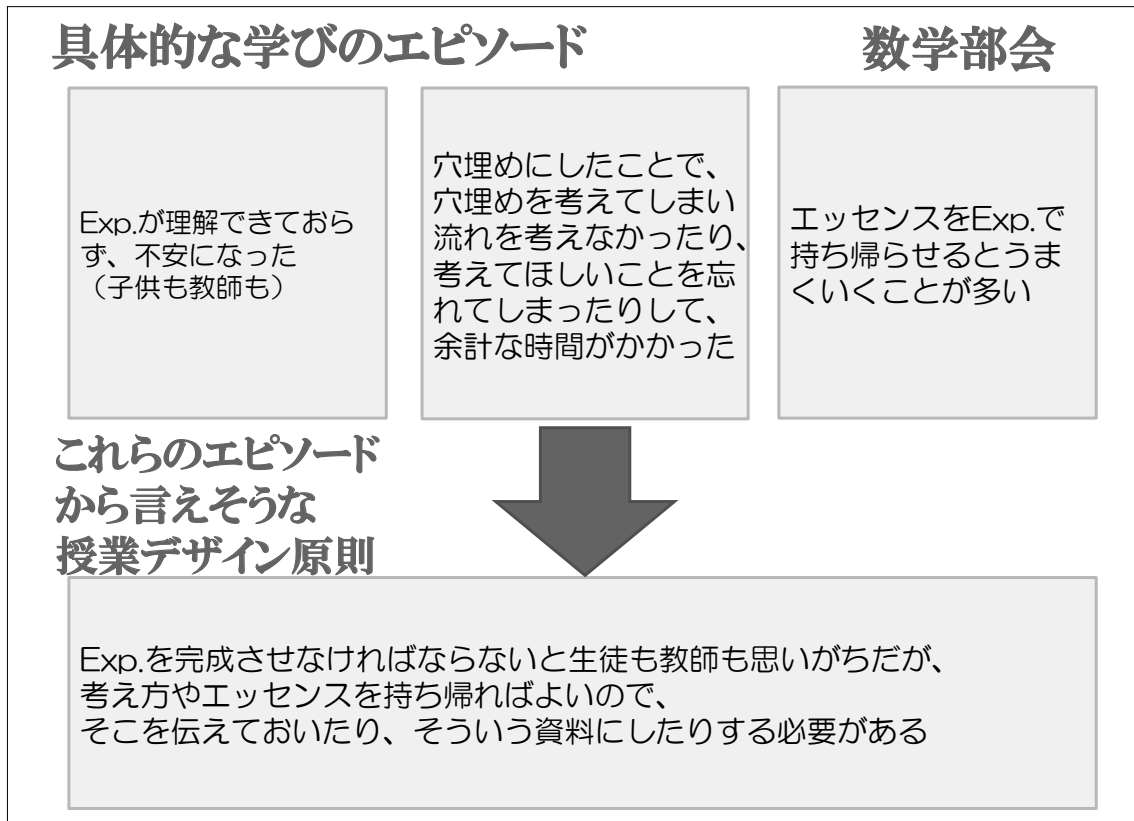 具体的な学びのエピソード
数学部会
Exp.が理解できておら
ず、不安になった
（子供も教師も）
穴埋めにしたことで、
穴埋めを考えてしまい
流れを考えなかったり、
考えてほしいことを忘
れてしまったりして、
余計な時間がかかった
エッセンスをExp.で
持ち帰らせるとうま
くいくことが多い
これらのエピソード
から言えそうな
授業デザイン原則
Exp.を完成させなければならないと生徒も教師も思いがちだが、
考え方やエッセンスを持ち帰ればよいので、
そこを伝えておいたり、そういう資料にしたりする必要がある